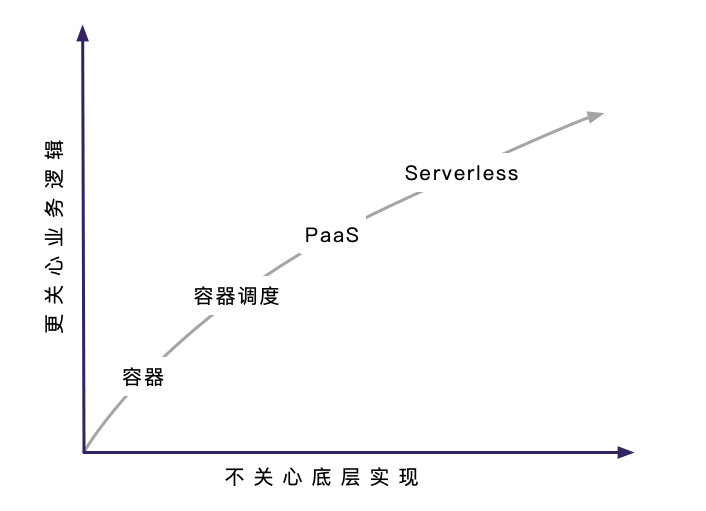 更关心业务逻辑
Serverless
PaaS
容器调度
容器
不关心底层实现